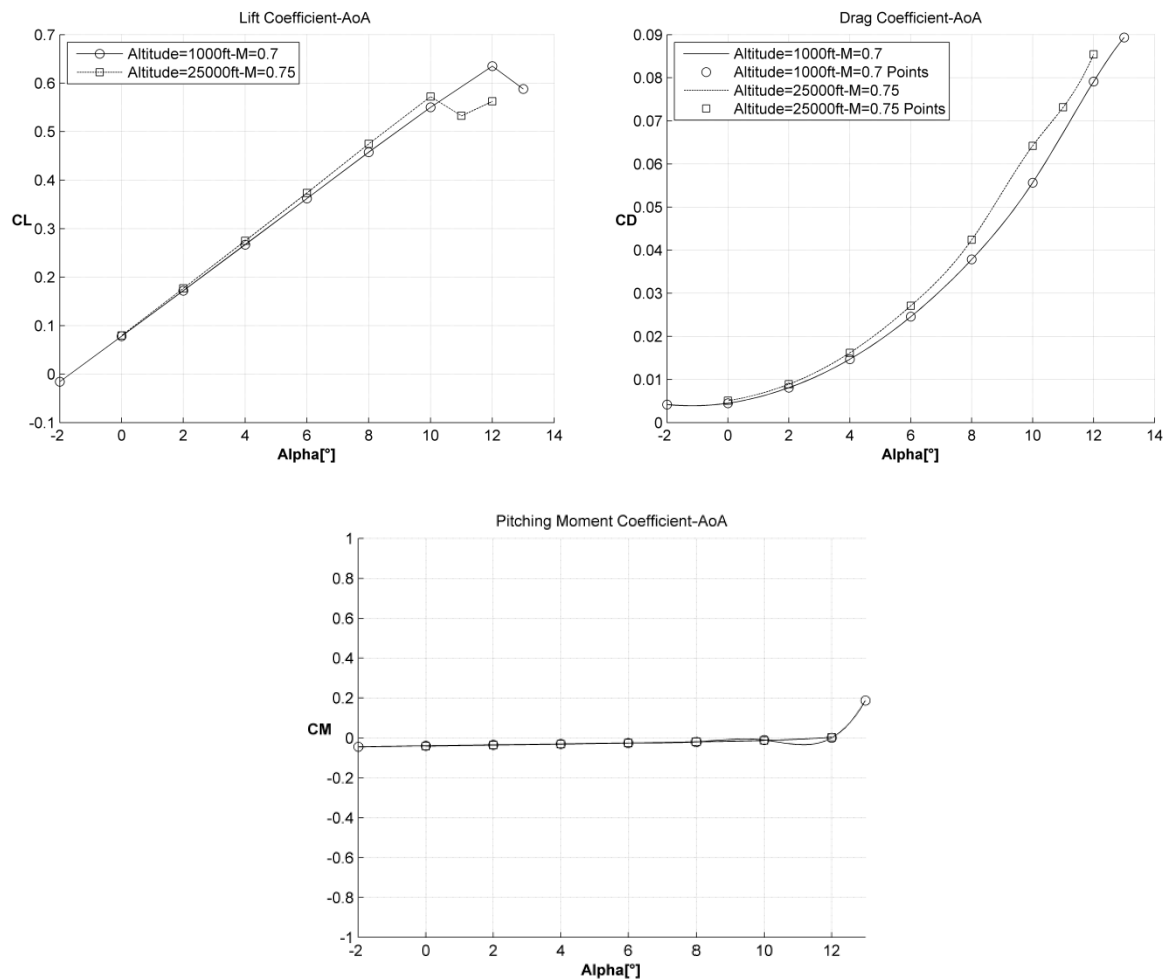 Lift Coefficient-AoA
0.7
0.6
0.5
0.4
0.3
0.2
0.1
0
-0.1
CL
Altitude=1000ft-M=0.7
Altitude=25000ft-M=0.75
-2 0 2 4 6 8 10 12 14
Alpha[°]
Drag Coefficient-AoA
0.09
0.08
0.07
0.06
0.05
0.04
0.03
0.02
0.01
0
CD
Altitude=1000ft-M=0.7
Altitude=1000ft-M=0.7 Points
Altitude=25000ft-M=0.75
Altitude=25000ft-M=0.75 Points
-2 0 2 4 6 8 10 12 14
Alpha[°]
Pitching Moment Coefficient-AoA
1
0.8
0.6
0.4
0.2
0
-0.2
-0.4
-0.6
-0.8
-1
CM
-2 0 2 4 6 8 10 12
Alpha[°]